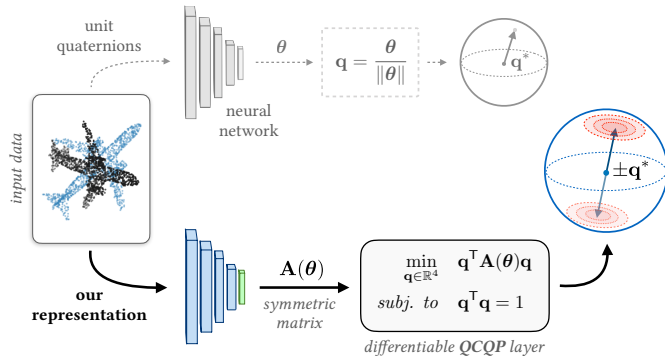 unit
quaternions
θ
q = θ / ‖θ‖
q*
neural
network
input data
±q*
our
representation
A(θ)
symmetric
matrix
min q∈ℝ⁴ qᵀA(θ)q
subj. to qᵀq = 1
differentiable QCQP layer